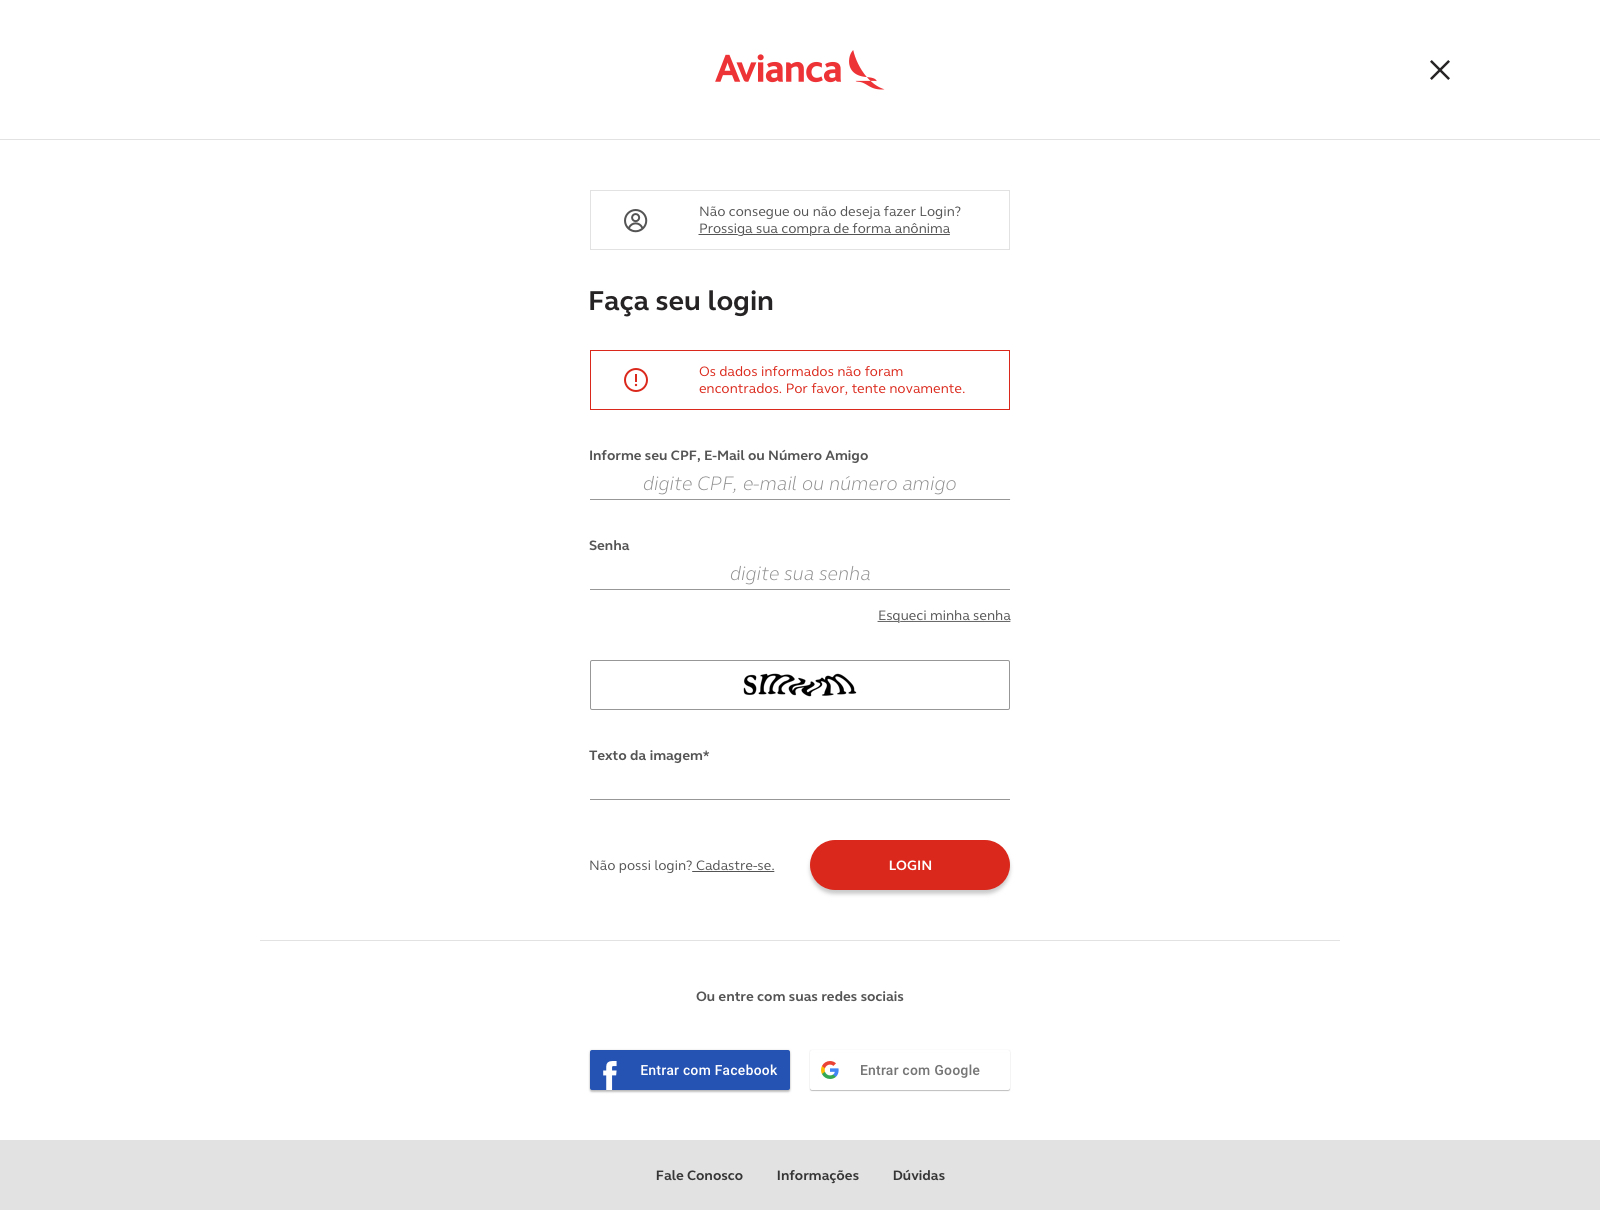 Avianca
Não consegue ou não deseja fazer Login?
Prossiga sua compra de forma anônima
Faça seu login
Os dados informados não foram
encontrados. Por favor, tente novamente.
Informe seu CPF, E-Mail ou Número Amigo
digite CPF, e-mail ou número amigo
Senha
digite sua senha
Esqueci minha senha
Texto da imagem*
Não possi login? Cadastre-se.
LOGIN
Ou entre com suas redes sociais
Entrar com Facebook
Entrar com Google
Fale Conosco
Informações
Dúvidas